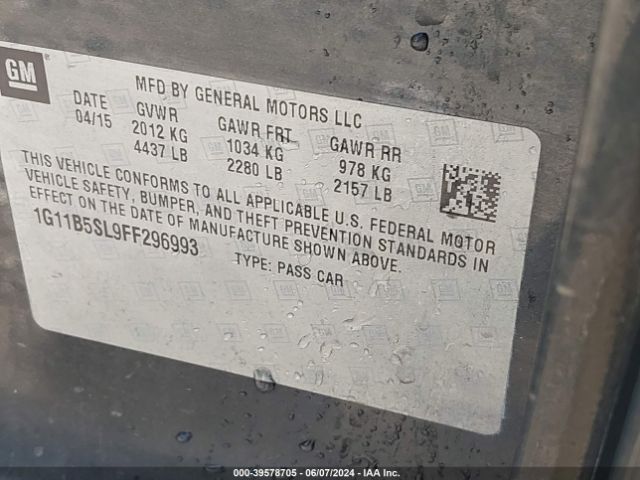 GM
MFD BY GENERAL MOTORS LLC
DATE GVWR GAWR FRT GAWR RR
04/15 2012 KG 1034 KG 978 KG
4437 LB 2280 LB 2157 LB
THIS VEHICLE CONFORMS TO ALL APPLICABLE U.S. FEDERAL MOTOR
VEHICLE SAFETY, BUMPER, AND THEFT PREVENTION STANDARDS IN
EFFECT ON THE DATE OF MANUFACTURE SHOWN ABOVE.
1G11B5SL9FF296993 TYPE: PASS CAR
000-39578705 - 06/07/2024 - IAA Inc.